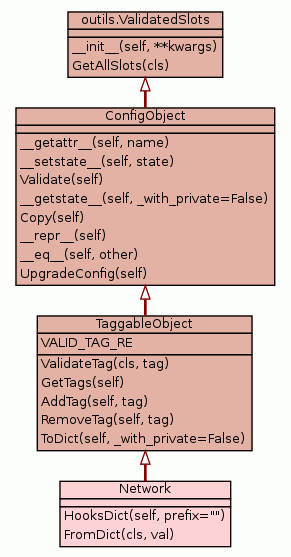 outils.ValidatedSlots
__init__(self, **kwargs)
GetAllSlots(cls)
ConfigObject
__getattr__(self, name)
__setstate__(self, state)
Validate(self)
__getstate__(self, _with_private=False)
Copy(self)
__repr__(self)
__eq__(self, other)
UpgradeConfig(self)
TaggableObject
VALID_TAG_RE
ValidateTag(cls, tag)
GetTags(self)
AddTag(self, tag)
RemoveTag(self, tag)
ToDict(self, _with_private=False)
Network
HooksDict(self, prefix="")
FromDict(cls, val)